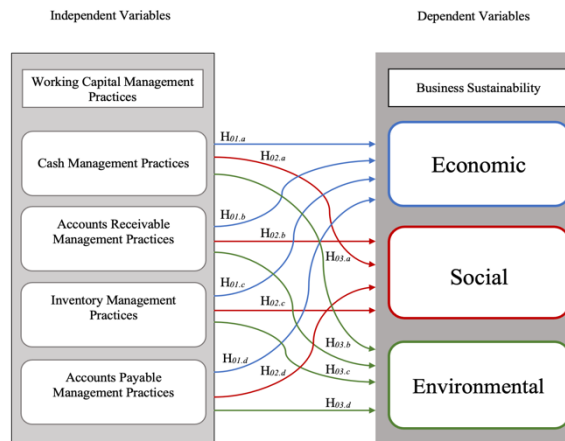 Independent Variables
Dependent Variables
Working Capital Management
Practices
Business Sustainability
H01.a
Cash Management Practices
H02.a
Economic
H01.b
Accounts Receivable
Management Practices
H02.b
H03.a
Social
H01.c
Inventory Management
Practices
H02.c
H03.b
H01.d
H03.c
Accounts Payable
Management Practices
H02.d
Environmental
H03.d